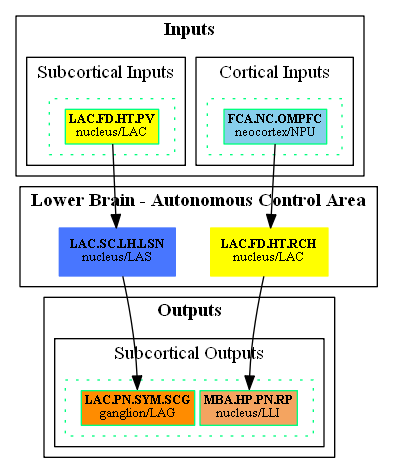 Inputs
Subcortical Inputs
Cortical Inputs
LAC.FD.HT.PV
nucleus/LAC
FCA.NC.OMPFC
neocortex/NPU
Lower Brain - Autonomous Control Area
LAC.SC.LH.LSN
nucleus/LAS
LAC.FD.HT.RCH
nucleus/LAC
Outputs
Subcortical Outputs
LAC.PN.SYM.SCG
ganglion/LAG
MBA.HP.PN.RP
nucleus/LLI